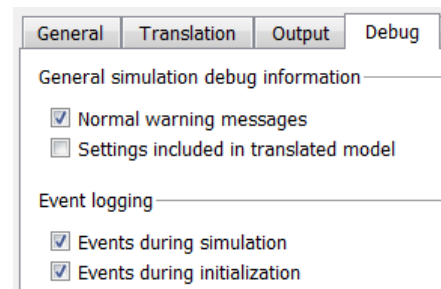 General Translation Output Debug
General simulation debug information
Normal warning messages
Settings included in translated model
Event logging
Events during simulation
Events during initialization